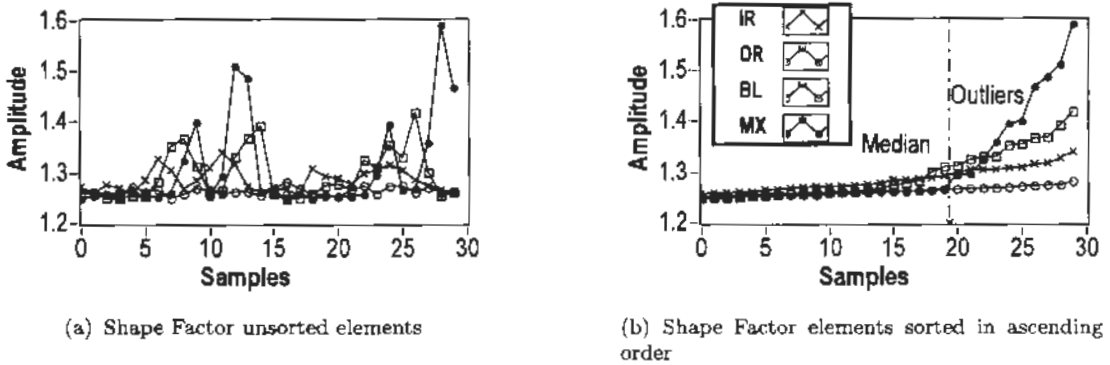 1.6
1.5
1.4
1.3
1.2
Amplitude
0 5 10 15 20 25 30
Samples
(a) Shape Factor unsorted elements
1.6
1.5
1.4
1.3
1.2
Amplitude
IR
OR
BL
MX
Outliers
Median
0 5 10 15 20 25 30
Samples
(b) Shape Factor elements sorted in ascending
order